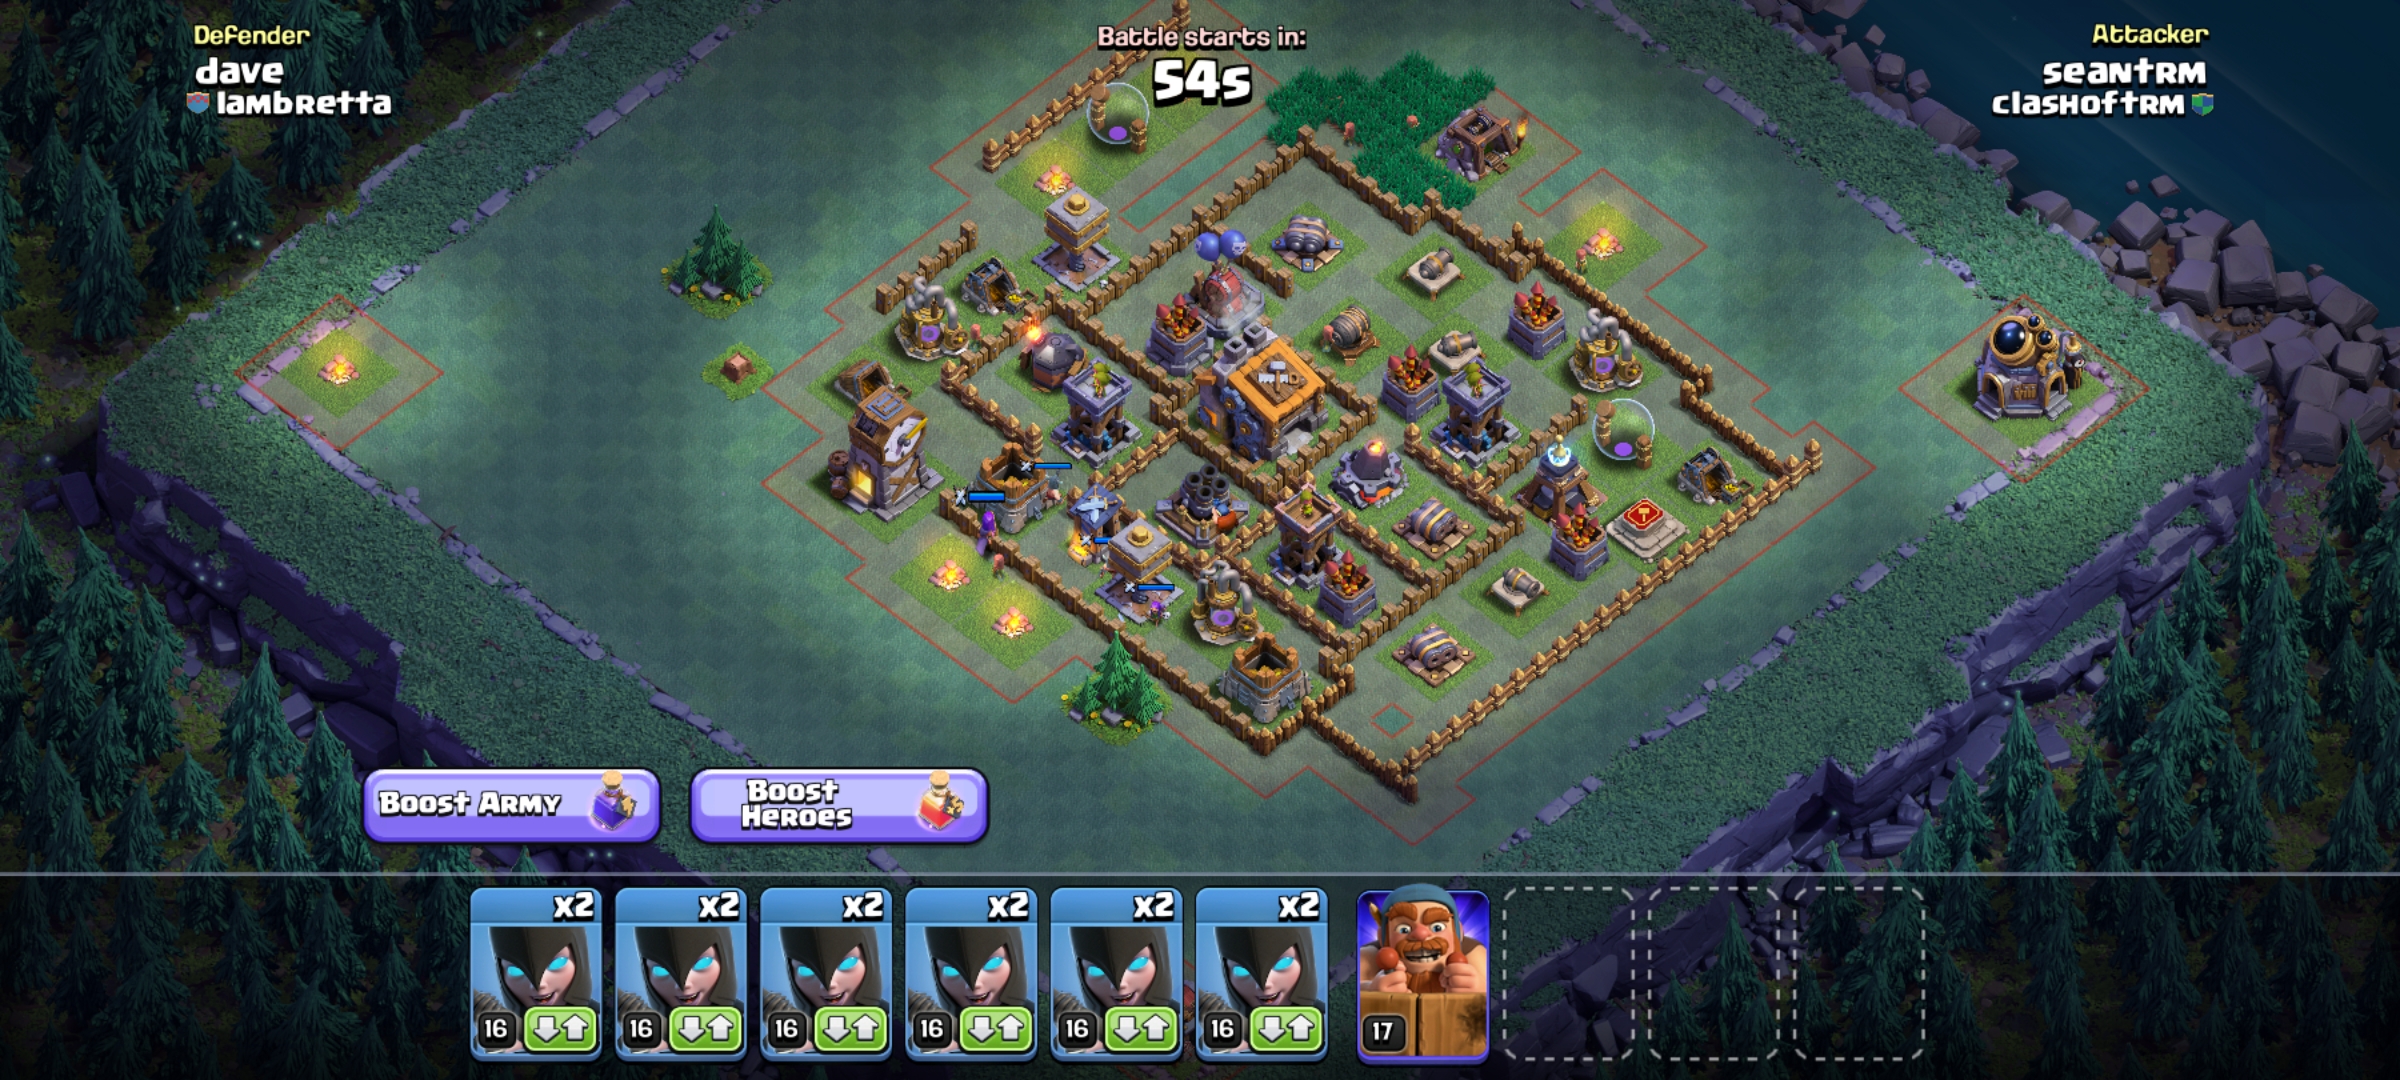 Defender
dave
lambretta
Battle starts in:
54s
Attacker
seantrm
clashoftrm
VIII
Boost Army
Boost
Heroes
x2
x2
x2
x2
x2
x2
16
16
16
16
16
16
17